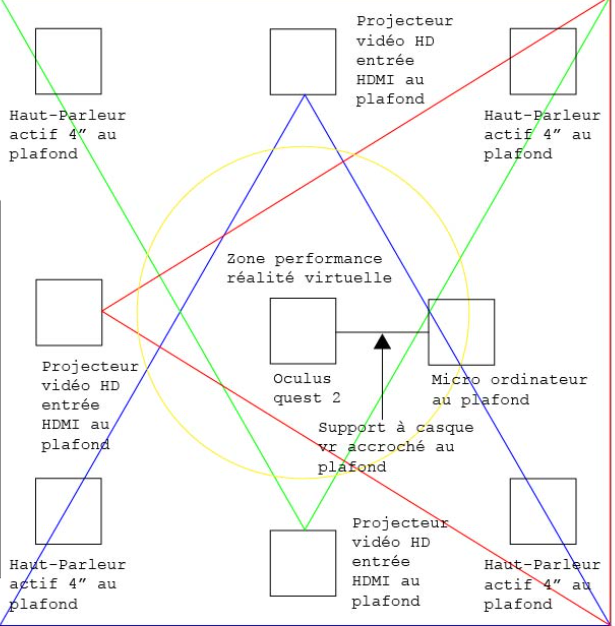 Projecteur
vidéo HD
entrée
HDMI au
plafond
Haut-Parleur
actif 4” au
plafond
Haut-Parleur
actif 4” au
plafond
Zone performance
réalité virtuelle
Projecteur
vidéo HD
entrée
HDMI au
plafond
Oculus
quest 2
Micro ordinateur
au plafond
Support à casque
vr accroché au
plafond
Projecteur
vidéo HD
entrée
HDMI au
plafond
Haut-Parleur
actif 4” au
plafond
Haut-Parleur
actif 4” au
plafond